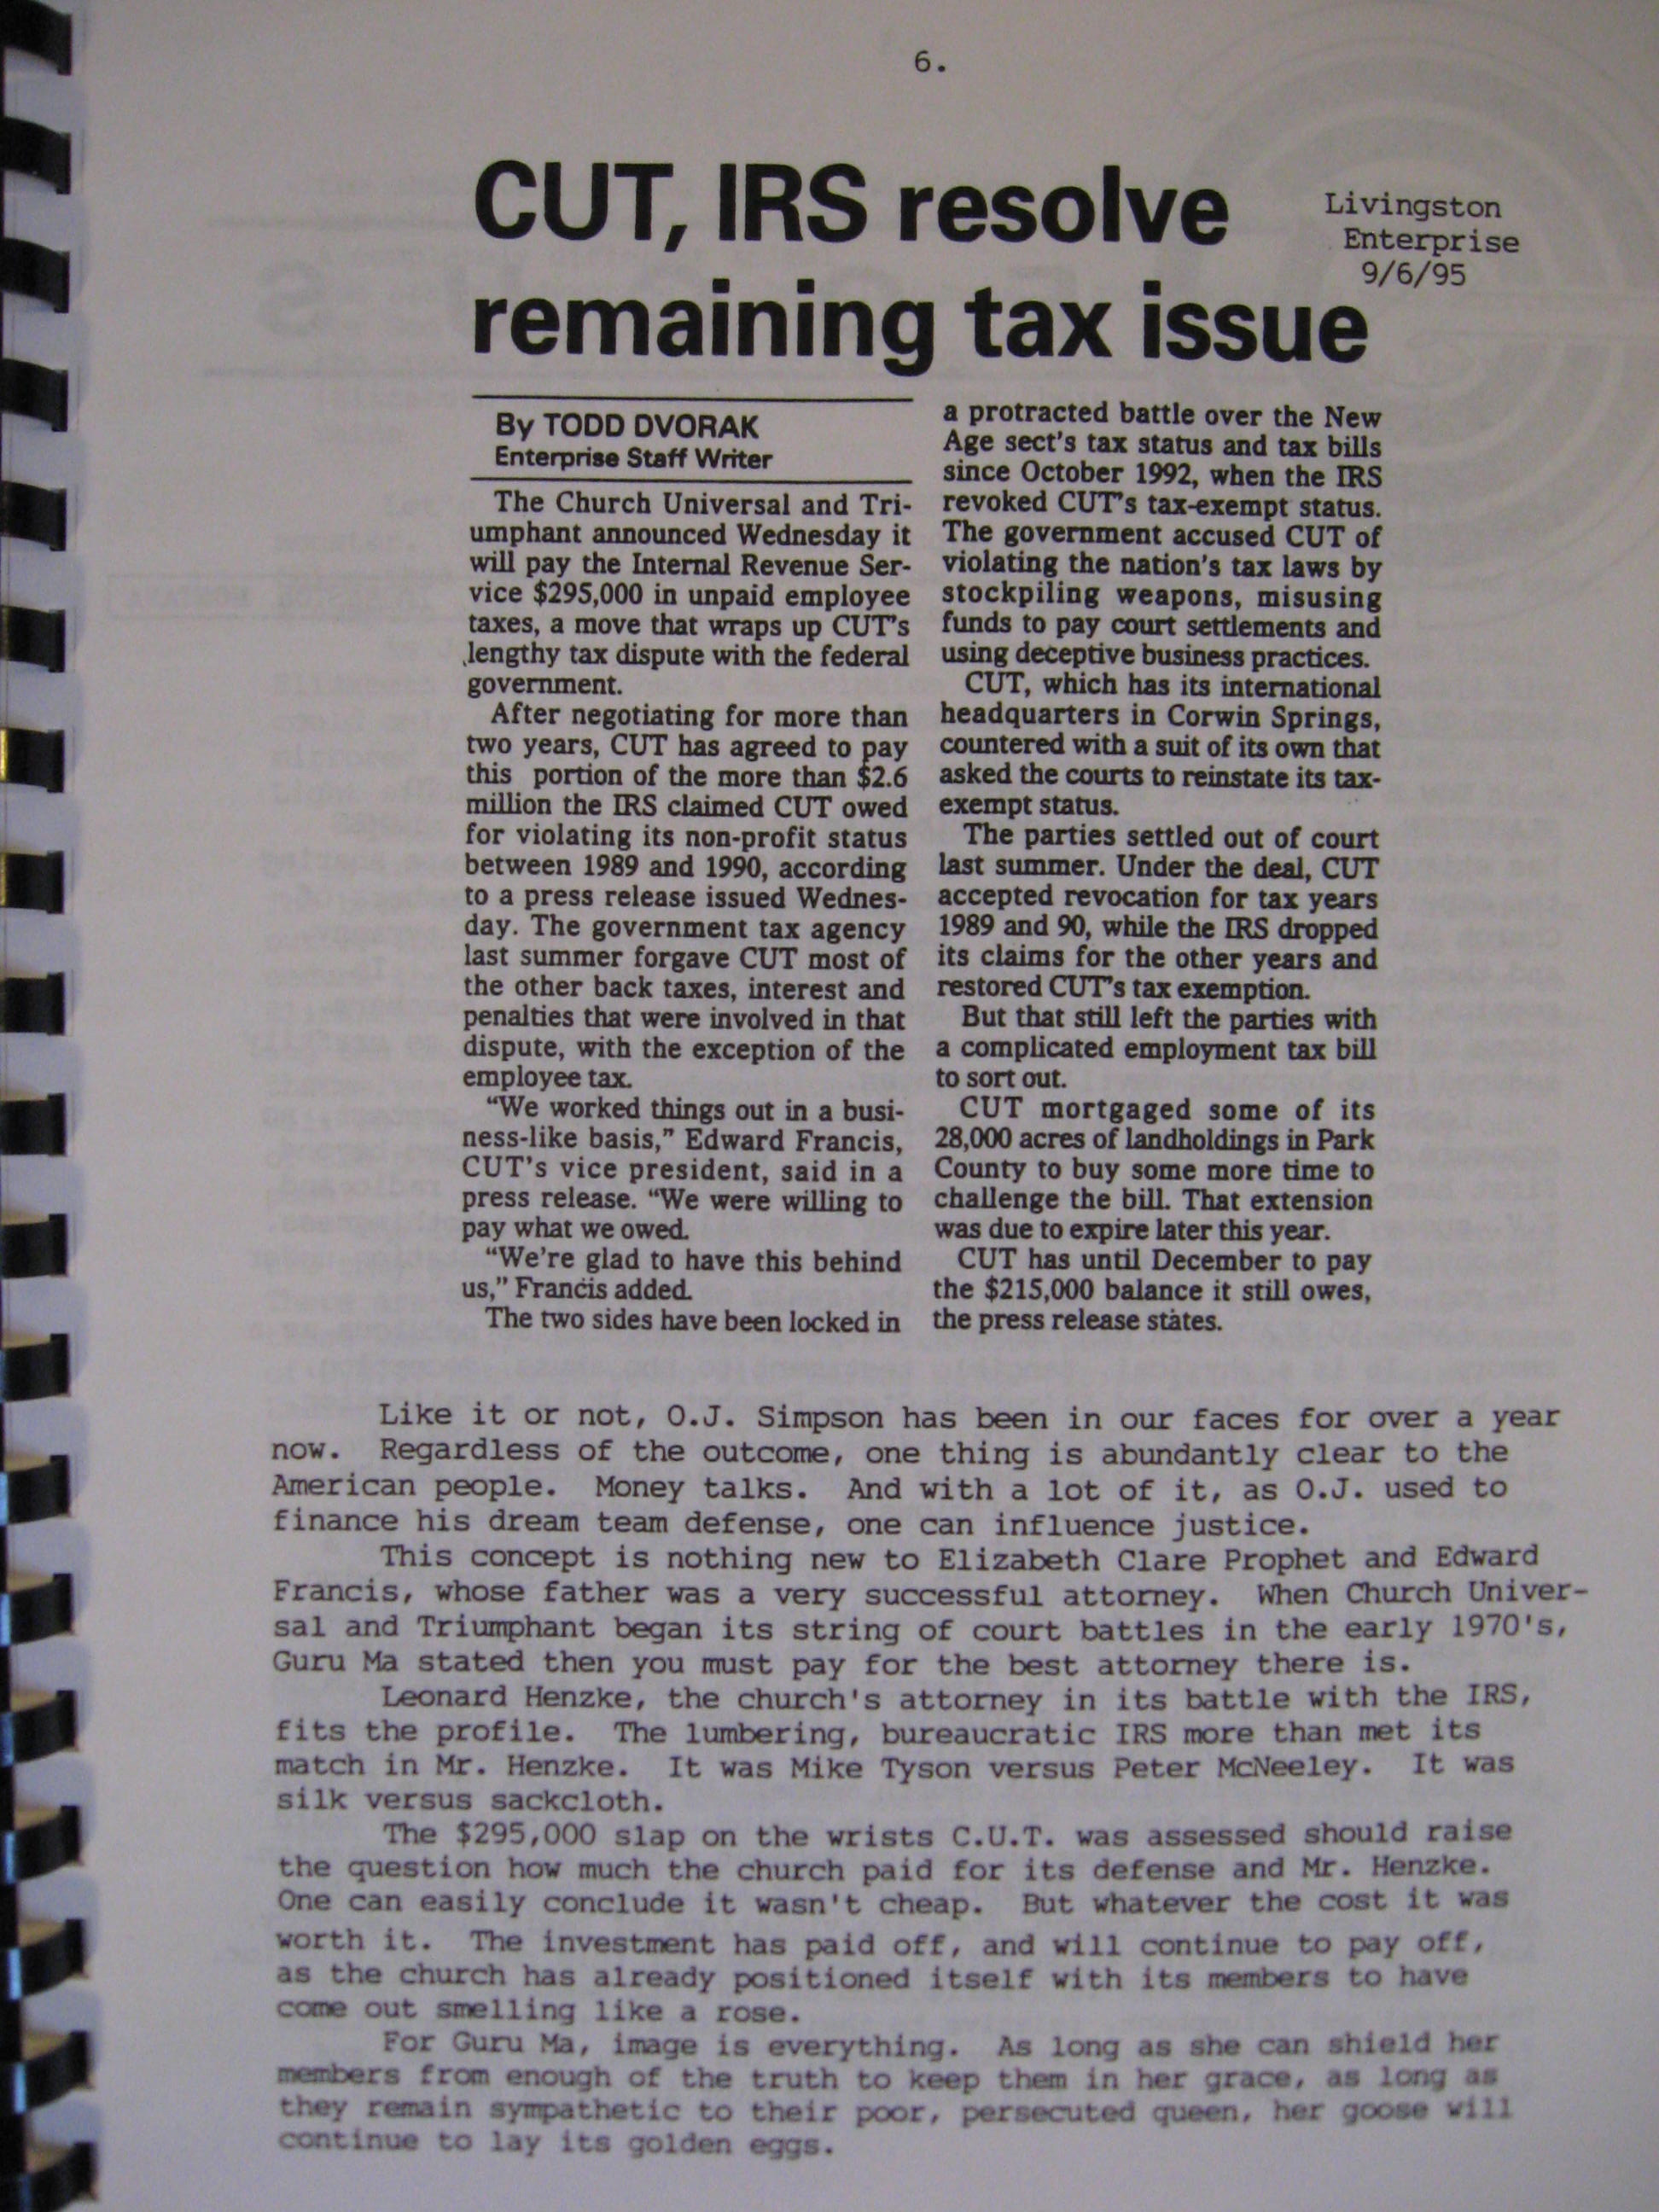 6.
CUT, IRS resolve
remaining tax issue
Livingston
Enterprise
9/6/95
By TODD DVORAK
Enterprise Staff Writer
The Church Universal and Tri-
umphant announced Wednesday it
will pay the Internal Revenue Ser-
vice $295,000 in unpaid employee
taxes, a move that wraps up CUT's
lengthy tax dispute with the federal
government.
After negotiating for more than
two years, CUT has agreed to pay
this portion of the more than $2.6
million the IRS claimed CUT owed
for violating its non-profit status
between 1989 and 1990, according
to a press release issued Wednes-
day. The government tax agency
last summer forgave CUT most of
the other back taxes, interest and
penalties that were involved in that
dispute, with the exception of the
employee tax.
“We worked things out in a busi-
ness-like basis,” Edward Francis,
CUT's vice president, said in a
press release. “We were willing to
pay what we owed.
“We're glad to have this behind
us,” Francis added.
The two sides have been locked in
a protracted battle over the New
Age sect's tax status and tax bills
since October 1992, when the IRS
revoked CUT's tax-exempt status.
The government accused CUT of
violating the nation's tax laws by
stockpiling weapons, misusing
funds to pay court settlements and
using deceptive business practices.
CUT, which has its international
headquarters in Corwin Springs,
countered with a suit of its own that
asked the courts to reinstate its tax-
exempt status.
The parties settled out of court
last summer. Under the deal, CUT
accepted revocation for tax years
1989 and 90, while the IRS dropped
its claims for the other years and
restored CUT's tax exemption.
But that still left the parties with
a complicated employment tax bill
to sort out.
CUT mortgaged some of its
28,000 acres of landholdings in Park
County to buy some more time to
challenge the bill. That extension
was due to expire later this year.
CUT has until December to pay
the $215,000 balance it still owes,
the press release states.
Like it or not, O.J. Simpson has been in our faces for over a year
now. Regardless of the outcome, one thing is abundantly clear to the
American people. Money talks. And with a lot of it, as O.J. used to
finance his dream team defense, one can influence justice.
This concept is nothing new to Elizabeth Clare Prophet and Edward
Francis, whose father was a very successful attorney. When Church Univer-
sal and Triumphant began its string of court battles in the early 1970's,
Guru Ma stated then you must pay for the best attorney there is.
Leonard Henzke, the church's attorney in its battle with the IRS,
fits the profile. The lumbering, bureaucratic IRS more than met its
match in Mr. Henzke. It was Mike Tyson versus Peter McNeeley. It was
silk versus sackcloth.
The $295,000 slap on the wrists C.U.T. was assessed should raise
the question how much the church paid for its defense and Mr. Henzke.
One can easily conclude it wasn't cheap. But whatever the cost it was
worth it. The investment has paid off, and will continue to pay off,
as the church has already positioned itself with its members to have
come out smelling like a rose.
For Guru Ma, image is everything. As long as she can shield her
members from enough of the truth to keep them in her grace, as long as
they remain sympathetic to their poor, persecuted queen, her goose will
continue to lay its golden eggs.